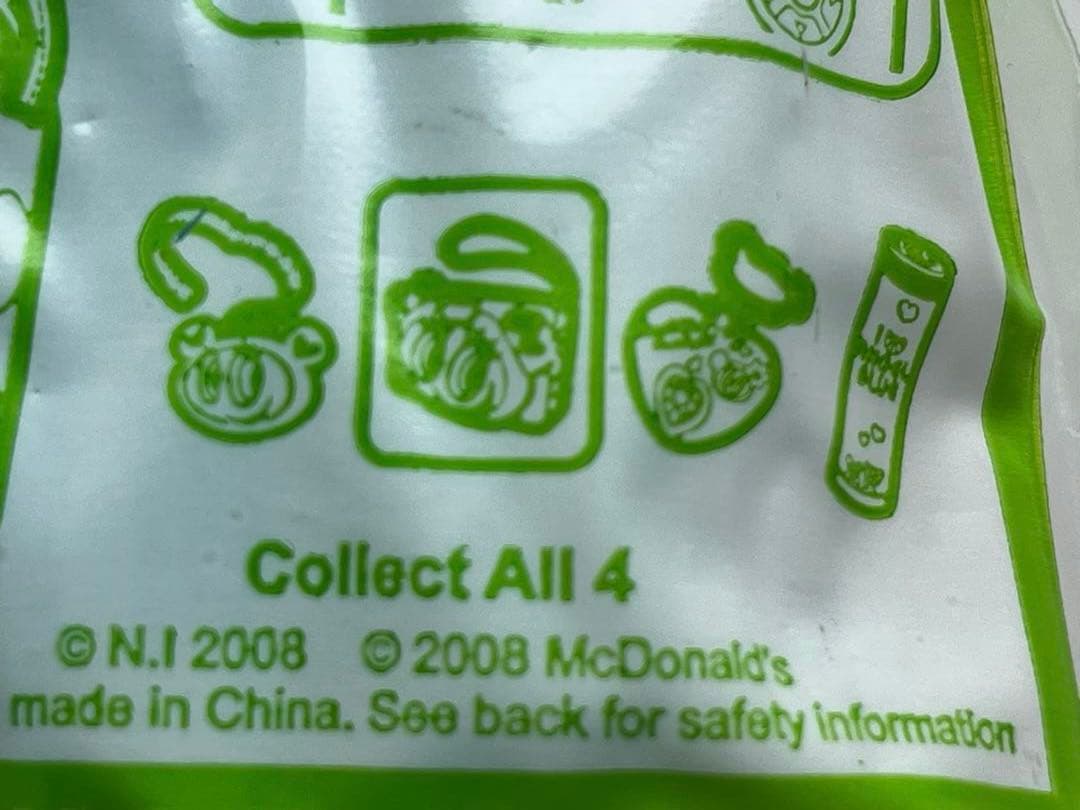 Collect All 4
© N.I 2008 © 2008 McDonald's
made in China. See back for safety information